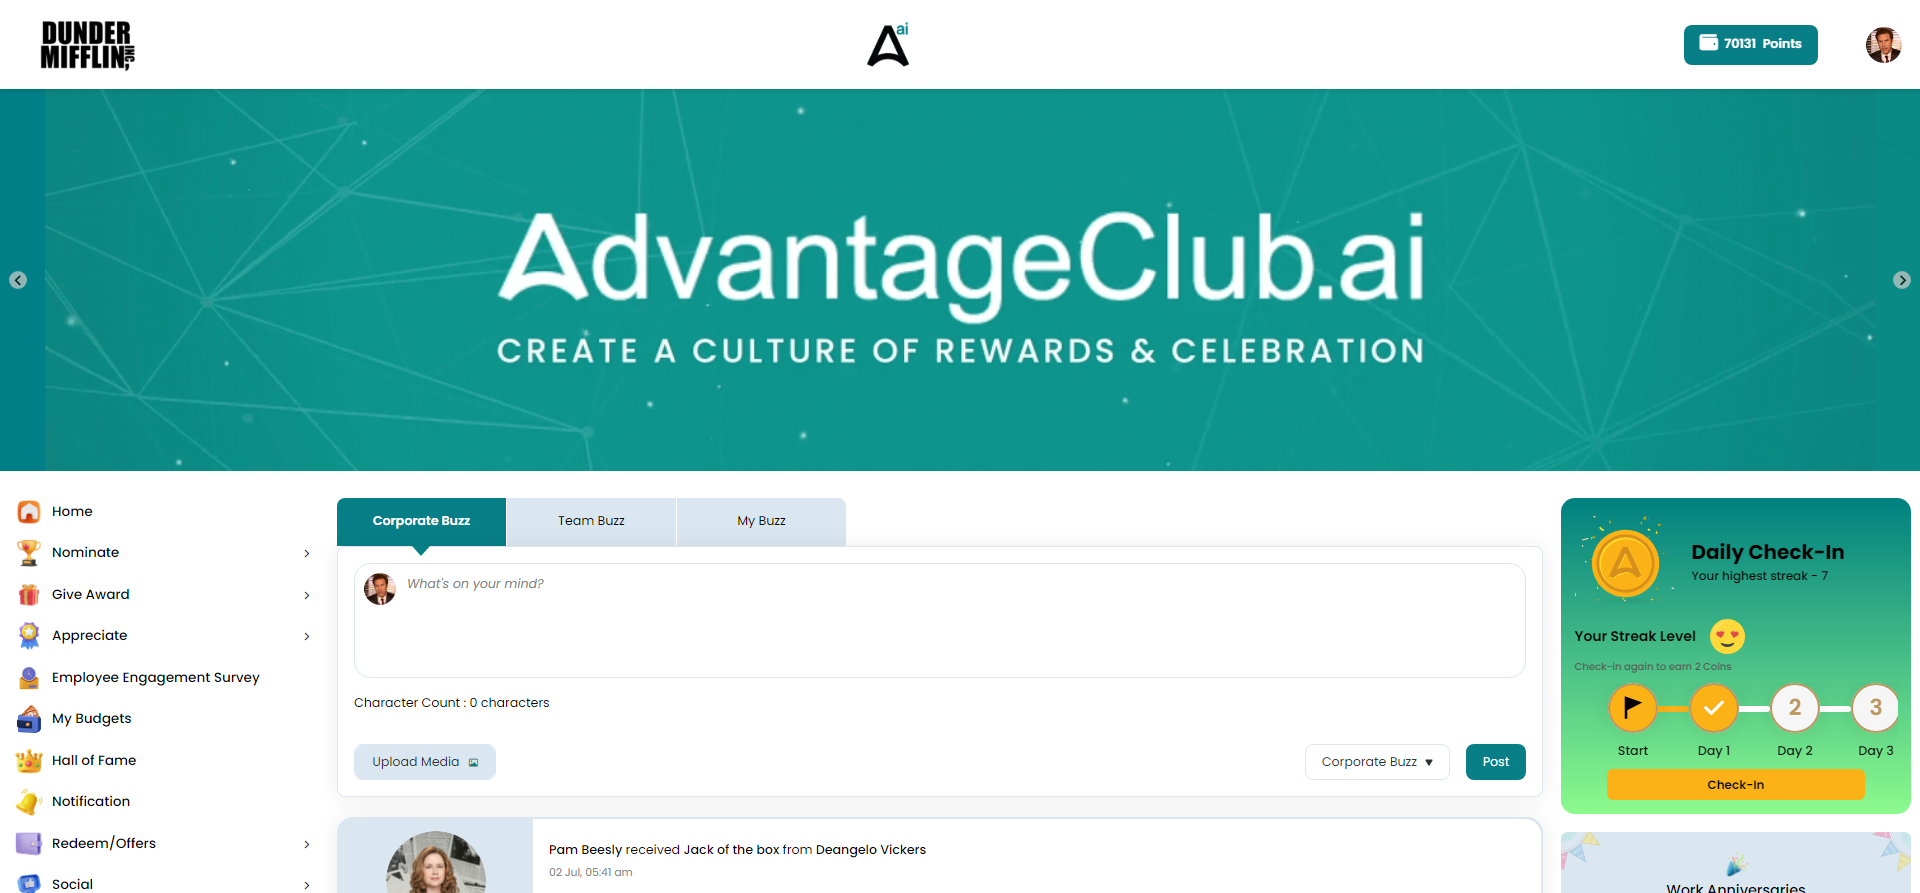 DUNDER
MIFFLIN INC,
ai
70131 Points
AdvantageClub.ai
CREATE A CULTURE OF REWARDS & CELEBRATION
Home
Nominate
Give Award
Appreciate
Employee Engagement Survey
My Budgets
Hall of Fame
Notification
Redeem/Offers
Social
Corporate Buzz
Team Buzz
My Buzz
What's on your mind?
Character Count : 0 characters
Upload Media
Corporate Buzz
Post
Pam Beesly received Jack of the box from Deangelo Vickers
02 Jul, 05:41 am
Daily Check-In
Your highest streak - 7
Your Streak Level
Check-in again to earn 2 Coins
2
3
Start
Day 1
Day 2
Day 3
Check-In
Work Anniversaries